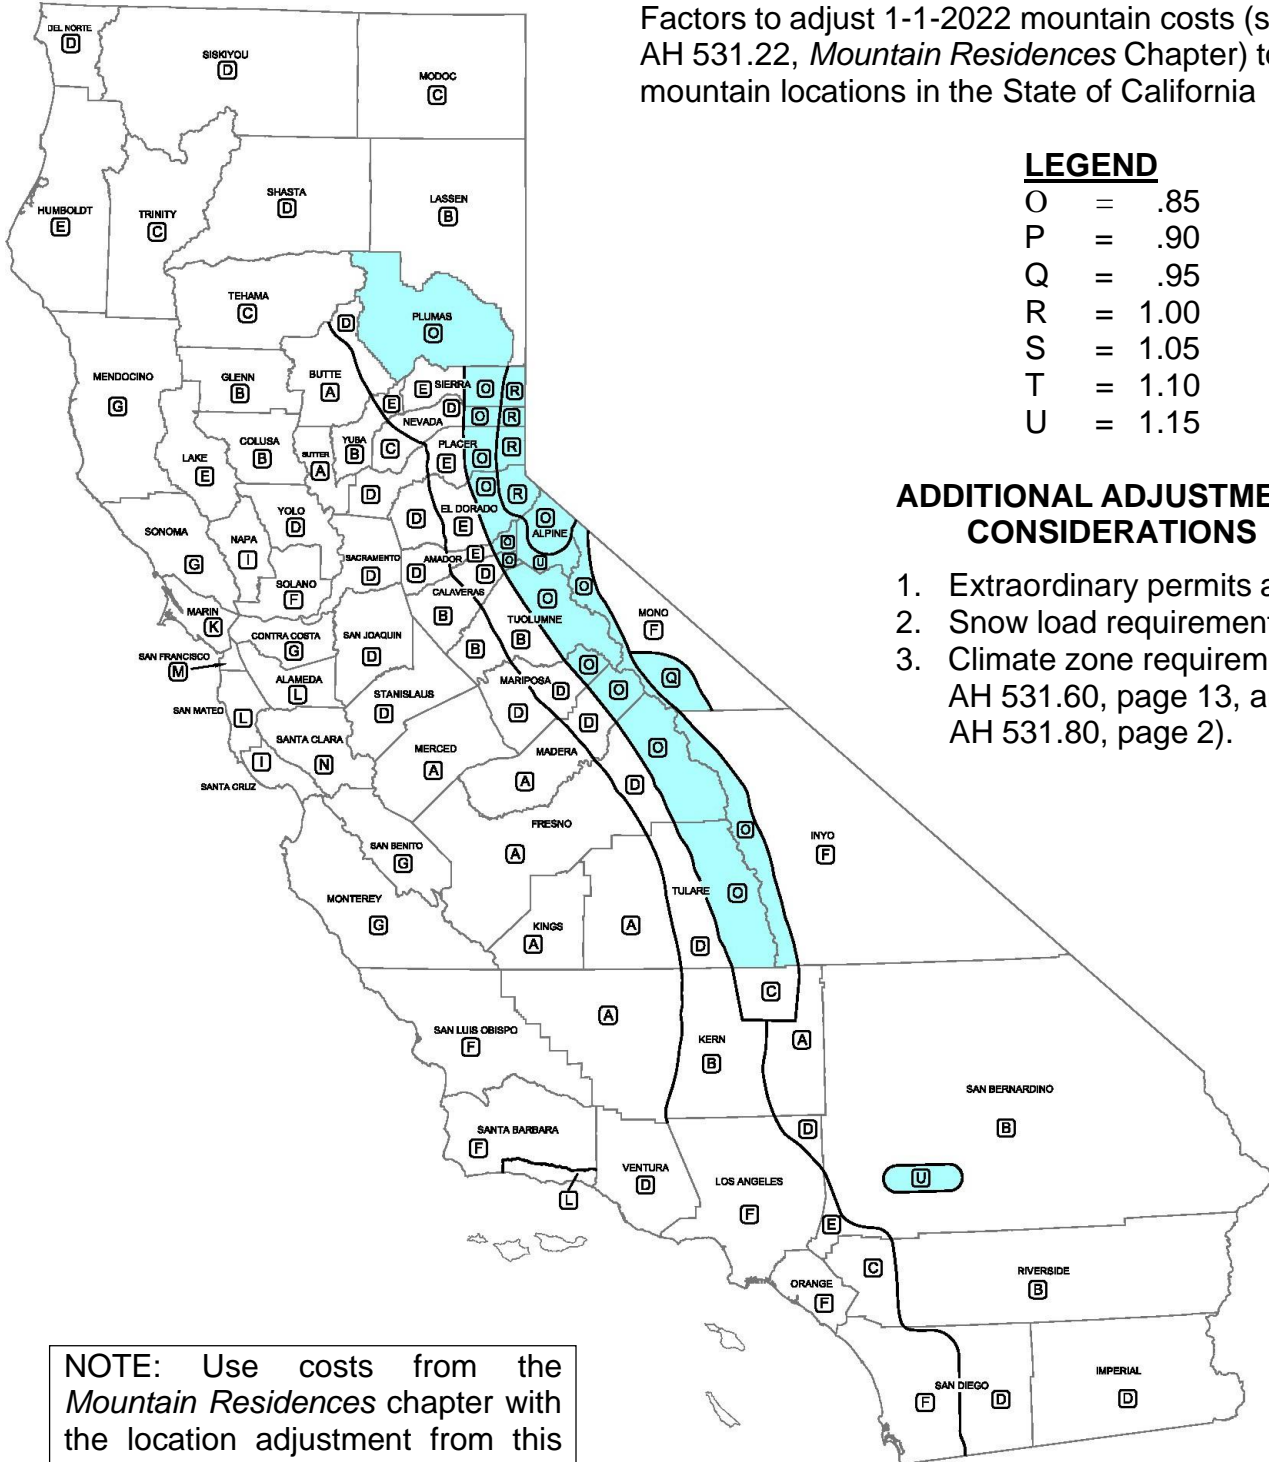 Factors to adjust 1-1-2022 mountain costs (s
AH 531.22, Mountain Residences Chapter) to
mountain locations in the State of California
LEGEND
O = .85
P = .90
Q = .95
R = 1.00
S = 1.05
T = 1.10
U = 1.15
ADDITIONAL ADJUSTME
CONSIDERATIONS
1. Extraordinary permits a
2. Snow load requirement
3. Climate zone requirem
AH 531.60, page 13, a
AH 531.80, page 2).
DEL NORTE
D
SISKIYOU
D
MODOC
C
HUMBOLDT
E
TRINITY
C
SHASTA
D
LASSEN
B
TEHAMA
C
D
PLUMAS
O
MENDOCINO
G
GLENN
B
BUTTE
A
E
E SIERRA O R
D O R
NEVADA
LAKE
E
COLUSA
B
SUTTER
A
YUBA
B
C
PLACER
E
O
R
D
O
R
SONOMA
G
NAPA
I
YOLO
D
D
EL DORADO
E
O
ALPINE
SACRAMENTO
D
AMADOR
D
E
D
O
O
U
O
SOLANO
F
MARIN
K
CALAVERAS
B
B
TUOLUMNE
B
O
MONO
F
Q
SAN FRANCISCO
M
CONTRA COSTA
G
SAN JOAQUIN
D
ALAMEDA
L
SAN MATEO
L
STANISLAUS
D
MARIPOSA
D
D
O
O
SANTA CLARA
N
I
SANTA CRUZ
MERCED
A
MADERA
A
D
O
D
FRESNO
A
SAN BENITO
G
INYO
F
O
MONTEREY
G
KINGS
A
A
TULARE
D
O
SAN LUIS OBISPO
F
A
KERN
B
C
A
SAN BERNARDINO
B
U
SANTA BARBARA
F
L
VENTURA
D
LOS ANGELES
F
D
E
ORANGE
F
C
RIVERSIDE
B
SAN DIEGO
F
D
IMPERIAL
D
NOTE: Use costs from the
Mountain Residences chapter with
the location adjustment from this